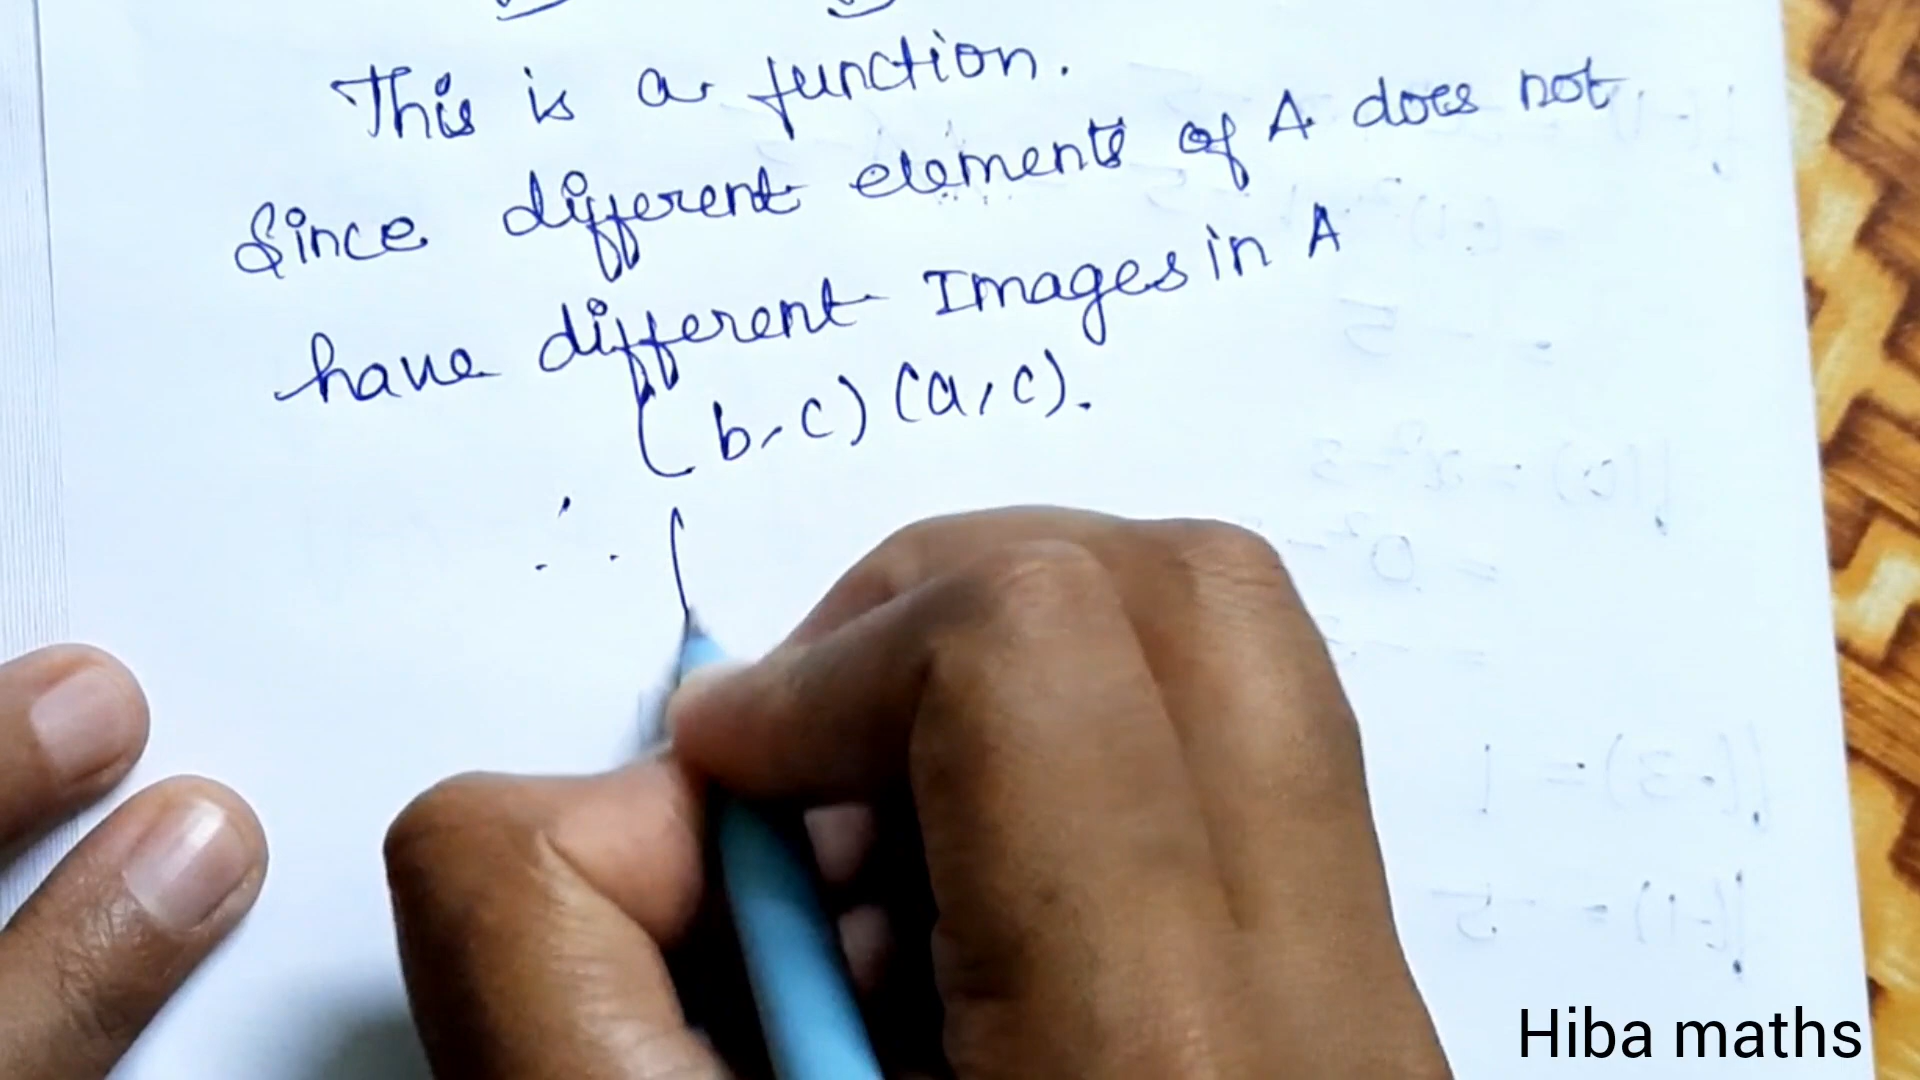 This is a function.
Since different elements of A does not
have different Images in A
(b, c) (a, c).
∴ f
Hiba maths